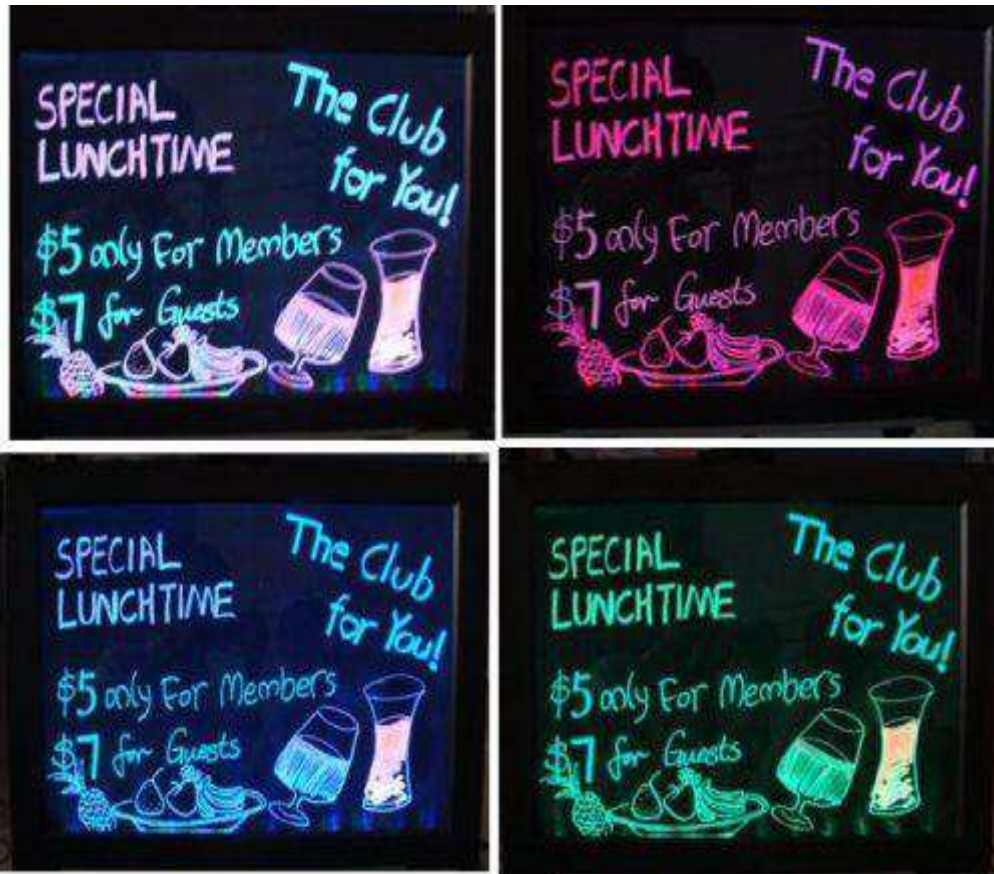 SPECIAL
LUNCHTIME
The Club
for You!
$5 only For Members
$7 for Guests
SPECIAL
LUNCHTIME
The Club
for You!
$5 only For Members
$7 for Guests
SPECIAL
LUNCHTIME
The Club
for You!
$5 only For Members
$7 for Guests
SPECIAL
LUNCHTIME
The Club
for You!
$5 only For Members
$7 for Guests